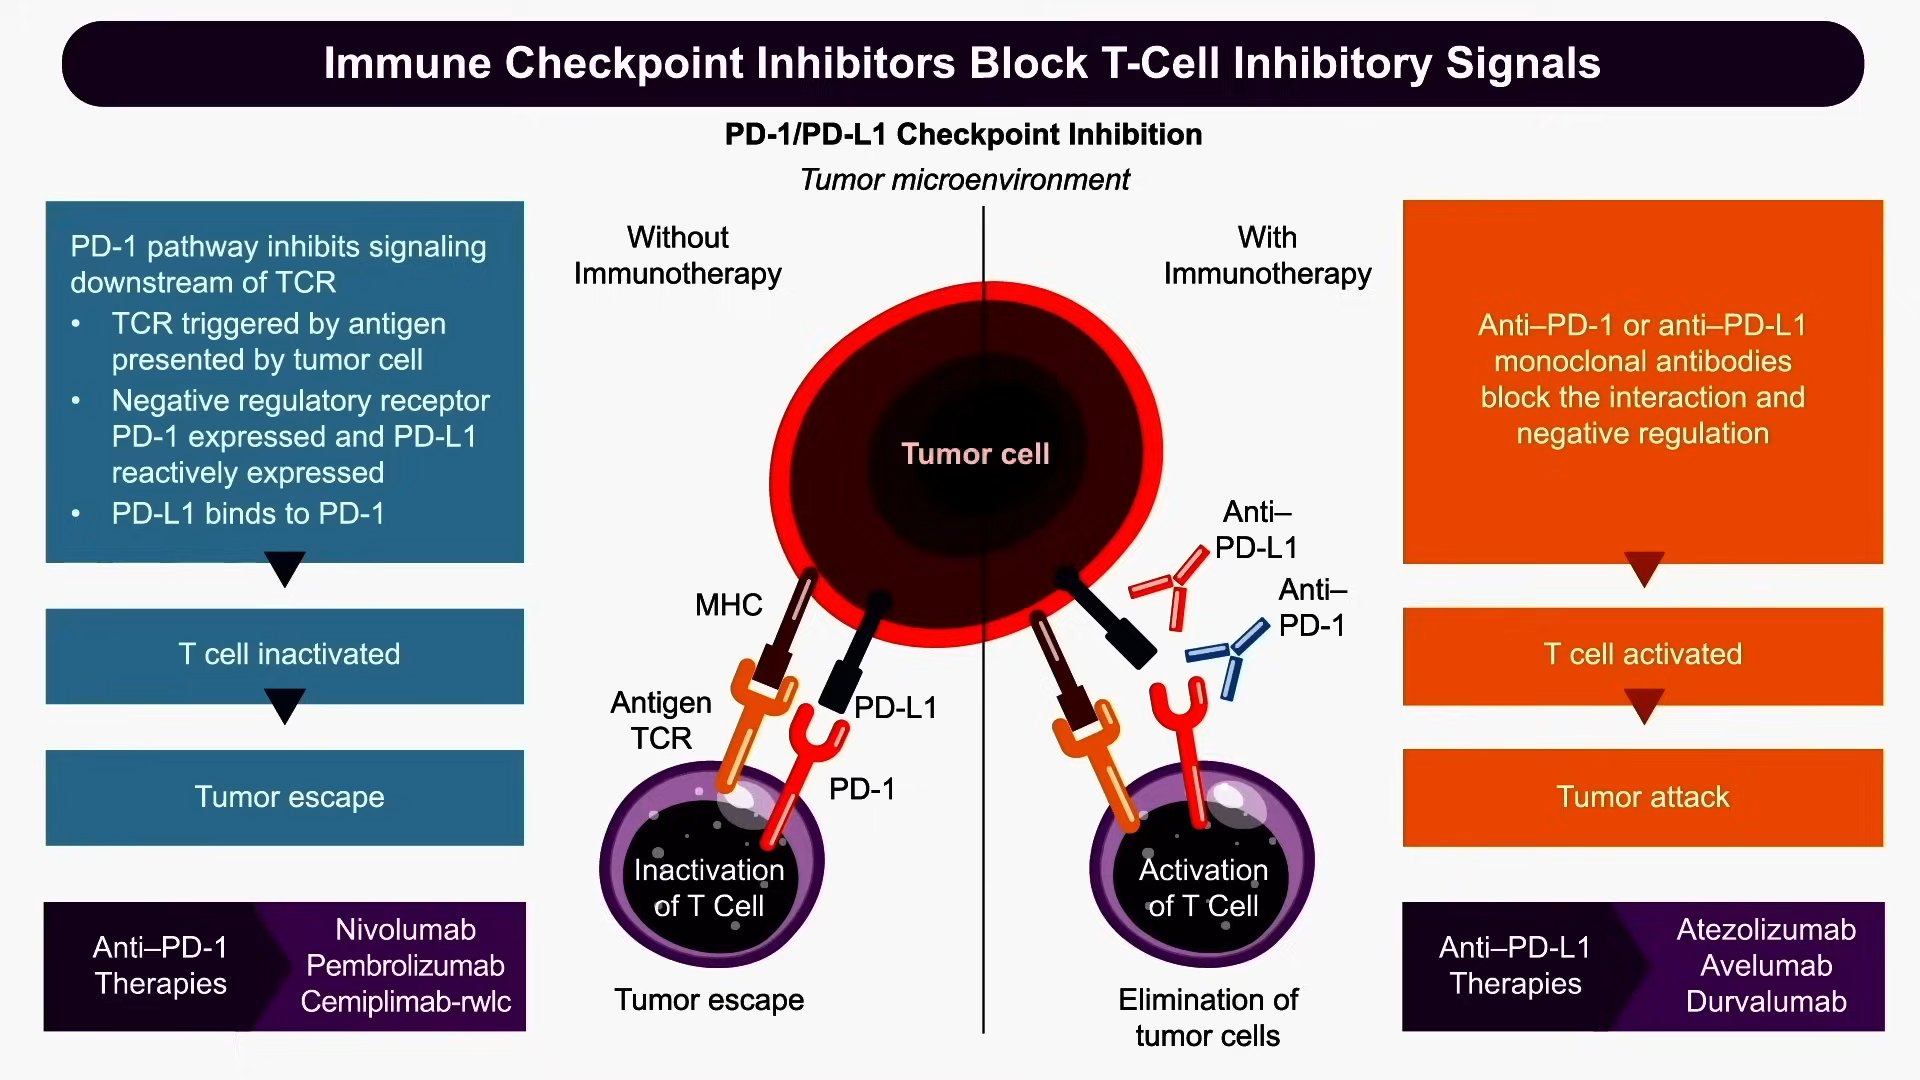 Immune Checkpoint Inhibitors Block T-Cell Inhibitory Signals
PD-1/PD-L1 Checkpoint Inhibition
Tumor microenvironment
PD-1 pathway inhibits signaling
downstream of TCR
• TCR triggered by antigen
presented by tumor cell
• Negative regulatory receptor
PD-1 expressed and PD-L1
reactively expressed
• PD-L1 binds to PD-1
T cell inactivated
Tumor escape
Anti–PD-1
Therapies
Nivolumab
Pembrolizumab
Cemiplimab-rwlc
Without
Immunotherapy
With
Immunotherapy
Tumor cell
MHC
Antigen
TCR
PD-L1
PD-1
Inactivation
of T Cell
Tumor escape
Anti–
PD-L1
Anti–
PD-1
Activation
of T Cell
Elimination of
tumor cells
Anti–PD-1 or anti–PD-L1
monoclonal antibodies
block the interaction and
negative regulation
T cell activated
Tumor attack
Anti–PD-L1
Therapies
Atezolizumab
Avelumab
Durvalumab